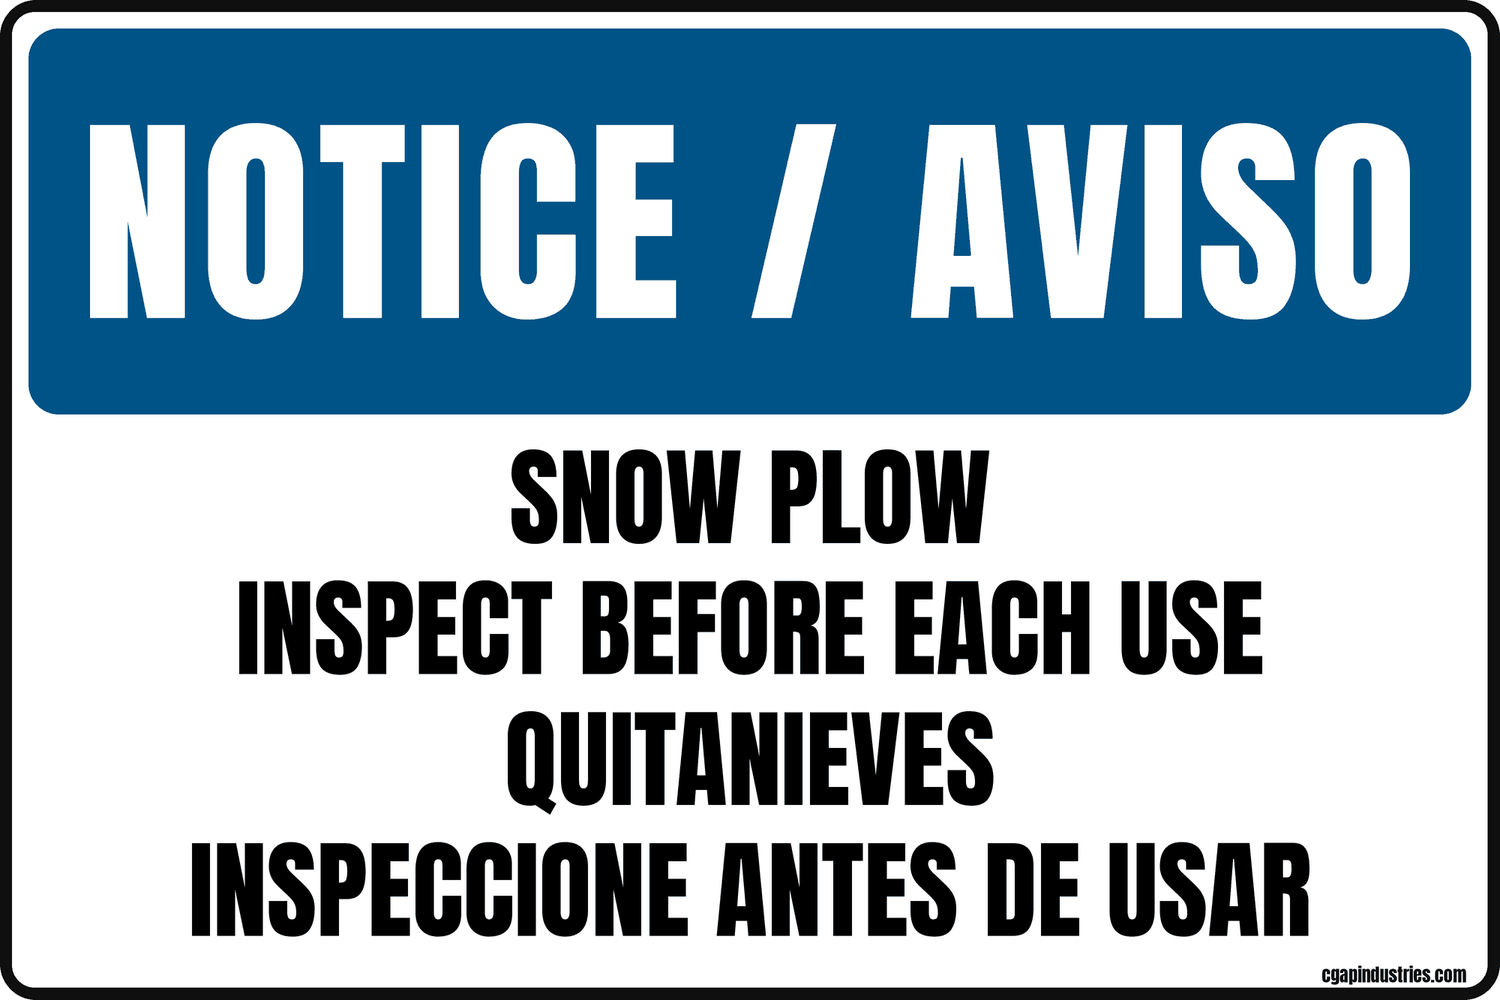 NOTICE / AVISO
SNOW PLOW
INSPECT BEFORE EACH USE
QUITANIEVES
INSPECCIONE ANTES DE USAR
cgapindustries.com